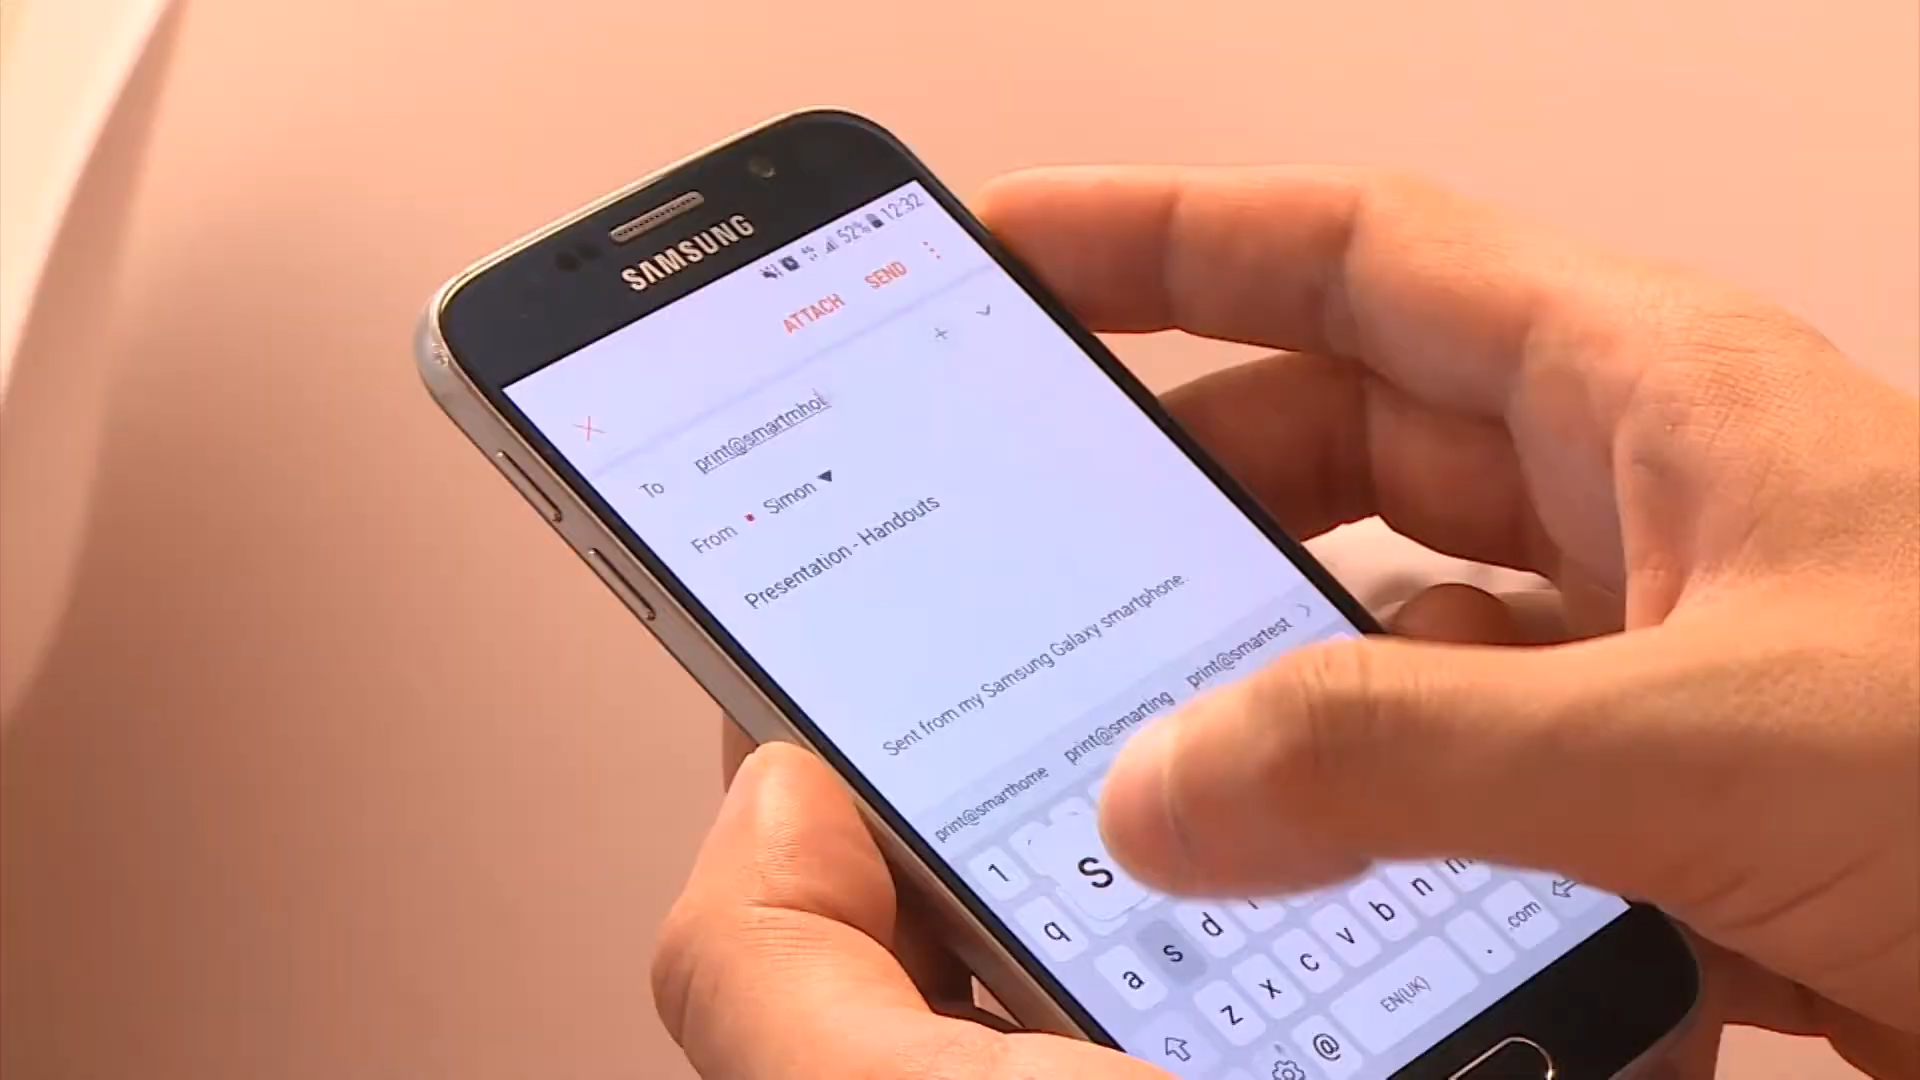 SAMSUNG
52% 12:32
ATTACH SEND
To print@smartmhot
From Simon
Presentation - Handouts
Sent from my Samsung Galaxy smartphone.
print@smarthome print@smarting print@smartest
1
S
q
a s d
z x c v b n m
@ EN(UK) . .com